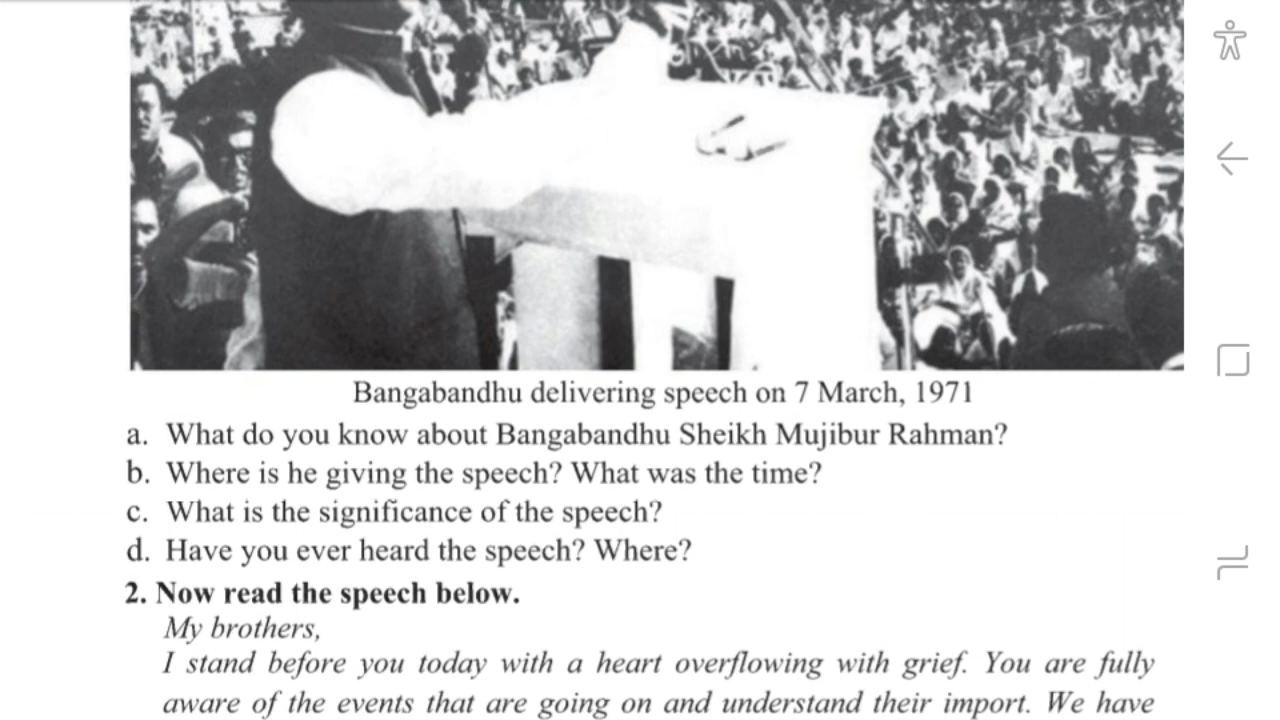 Bangabandhu delivering speech on 7 March, 1971
a. What do you know about Bangabandhu Sheikh Mujibur Rahman?
b. Where is he giving the speech? What was the time?
c. What is the significance of the speech?
d. Have you ever heard the speech? Where?
2. Now read the speech below.
My brothers,
I stand before you today with a heart overflowing with grief. You are fully
aware of the events that are going on and understand their import. We have